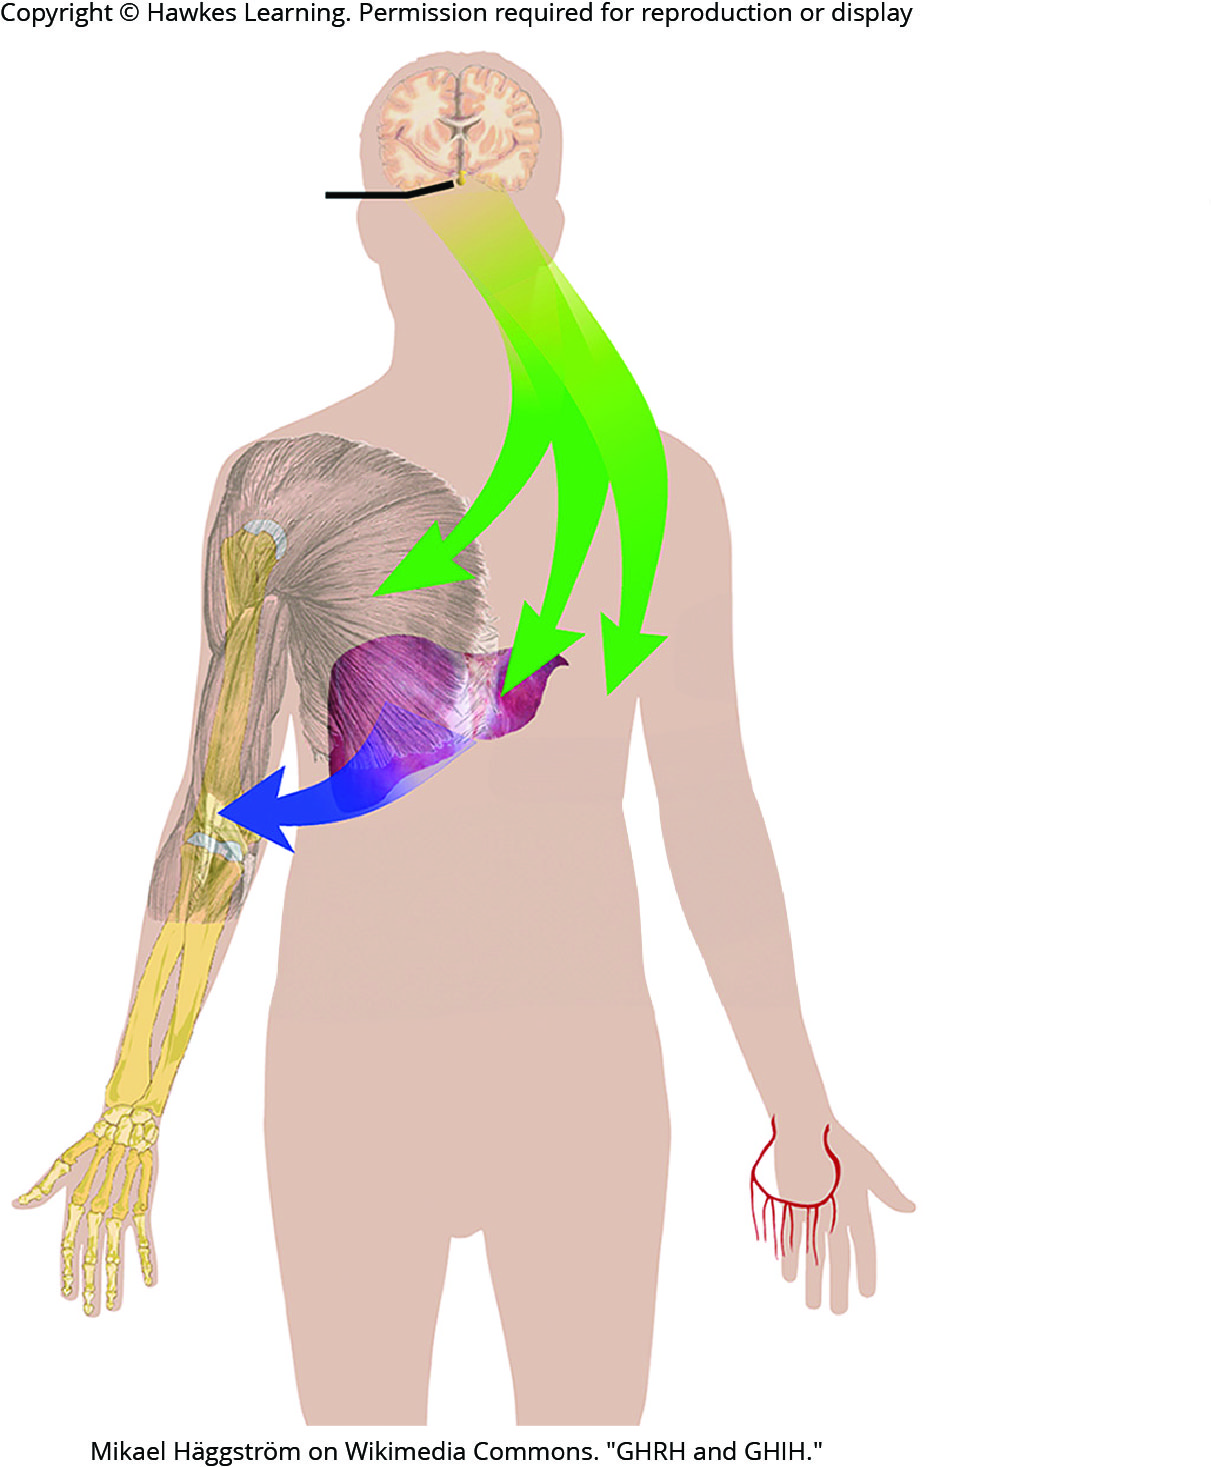 Copyright © Hawkes Learning. Permission required for reproduction or display
Mikael Häggström on Wikimedia Commons. "GHRH and GHIH."